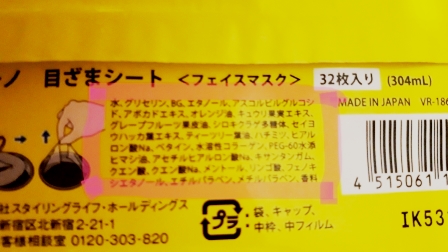 ーノ 目ざまシート <フェイスマスク> 32枚入り (304mL)
水、グリセリン、BG、エタノール、アスコルビルグルコシ
ド、アボカドエキス、オレンジ油、キュウリ果実エキス、
グレープフルーツ果皮油、シロキクラゲ多糖体、セイヨ
ウハッカ葉エキス、ティーツリー葉油、ハチミツ、ヒアル
ロン酸Na、ベタイン、水溶性コラーゲン、PEG-60水添
ヒマシ油、アセチルヒアルロン酸Na、キサンタンガム、
クエン酸、クエン酸Na、メントール、リンゴ酸、フェノキ
シエタノール、エチルパラベン、メチルパラベン、香料
MADE IN JAPAN VR-186
4 515061 1
社スタイリングライフ・ホールディングス
新宿区北新宿2-21-1
客様相談室 0120-303-820
プラ
:袋、キャップ、
中枠、中フィルム
IK531